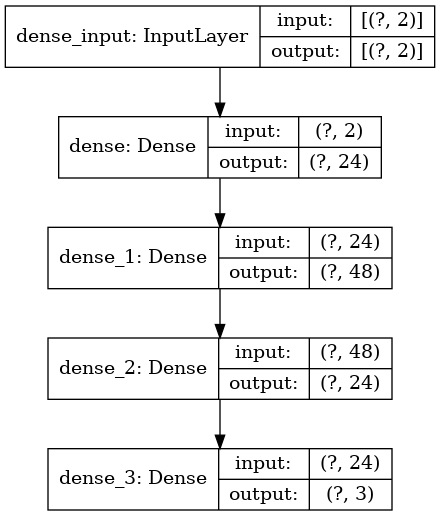 dense_input: InputLayer
input: [(?, 2)]
output: [(?, 2)]
dense: Dense
input: (?, 2)
output: (?, 24)
dense_1: Dense
input: (?, 24)
output: (?, 48)
dense_2: Dense
input: (?, 48)
output: (?, 24)
dense_3: Dense
input: (?, 24)
output: (?, 3)